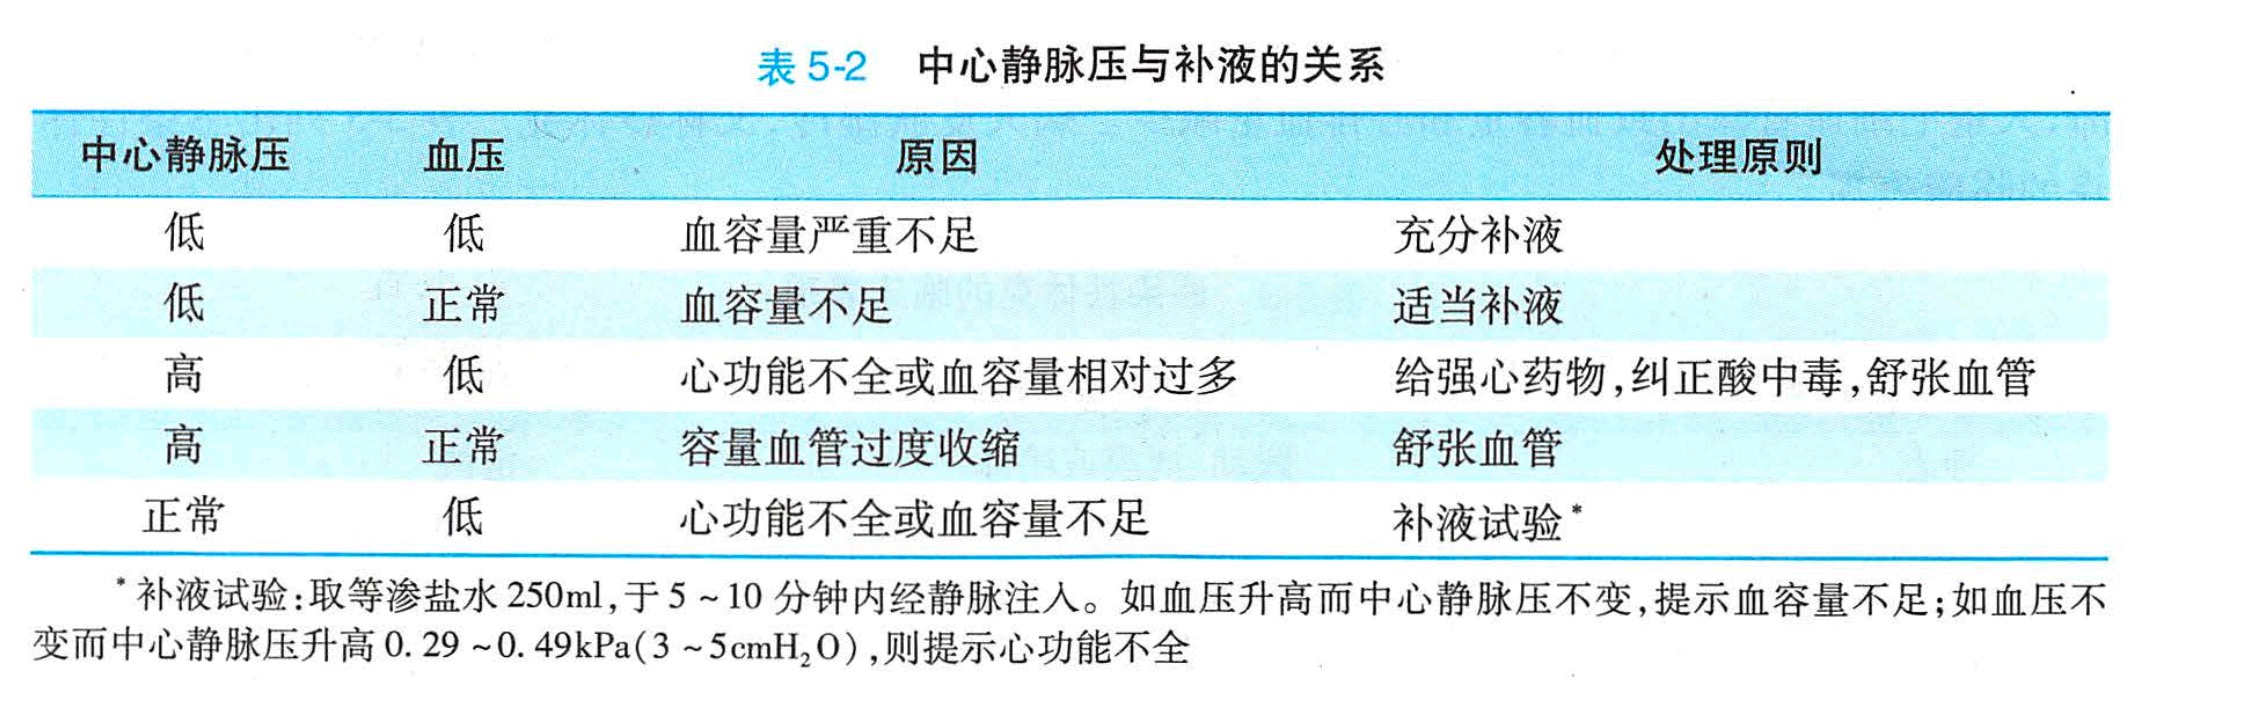 表 5-2 中心静脉压与补液的关系
中心静脉压 血压 原因 处理原则
低 低 血容量严重不足 充分补液
低 正常 血容量不足 适当补液
高 低 心功能不全或血容量相对过多 给强心药物,纠正酸中毒,舒张血管
高 正常 容量血管过度收缩 舒张血管
正常 低 心功能不全或血容量不足 补液试验*
*补液试验:取等渗盐水 250ml,于 5 ~ 10 分钟内经静脉注入。如血压升高而中心静脉压不变,提示血容量不足;如血压不
变而中心静脉压升高 0. 29 ~ 0. 49kPa(3 ~ 5cmH₂O),则提示心功能不全